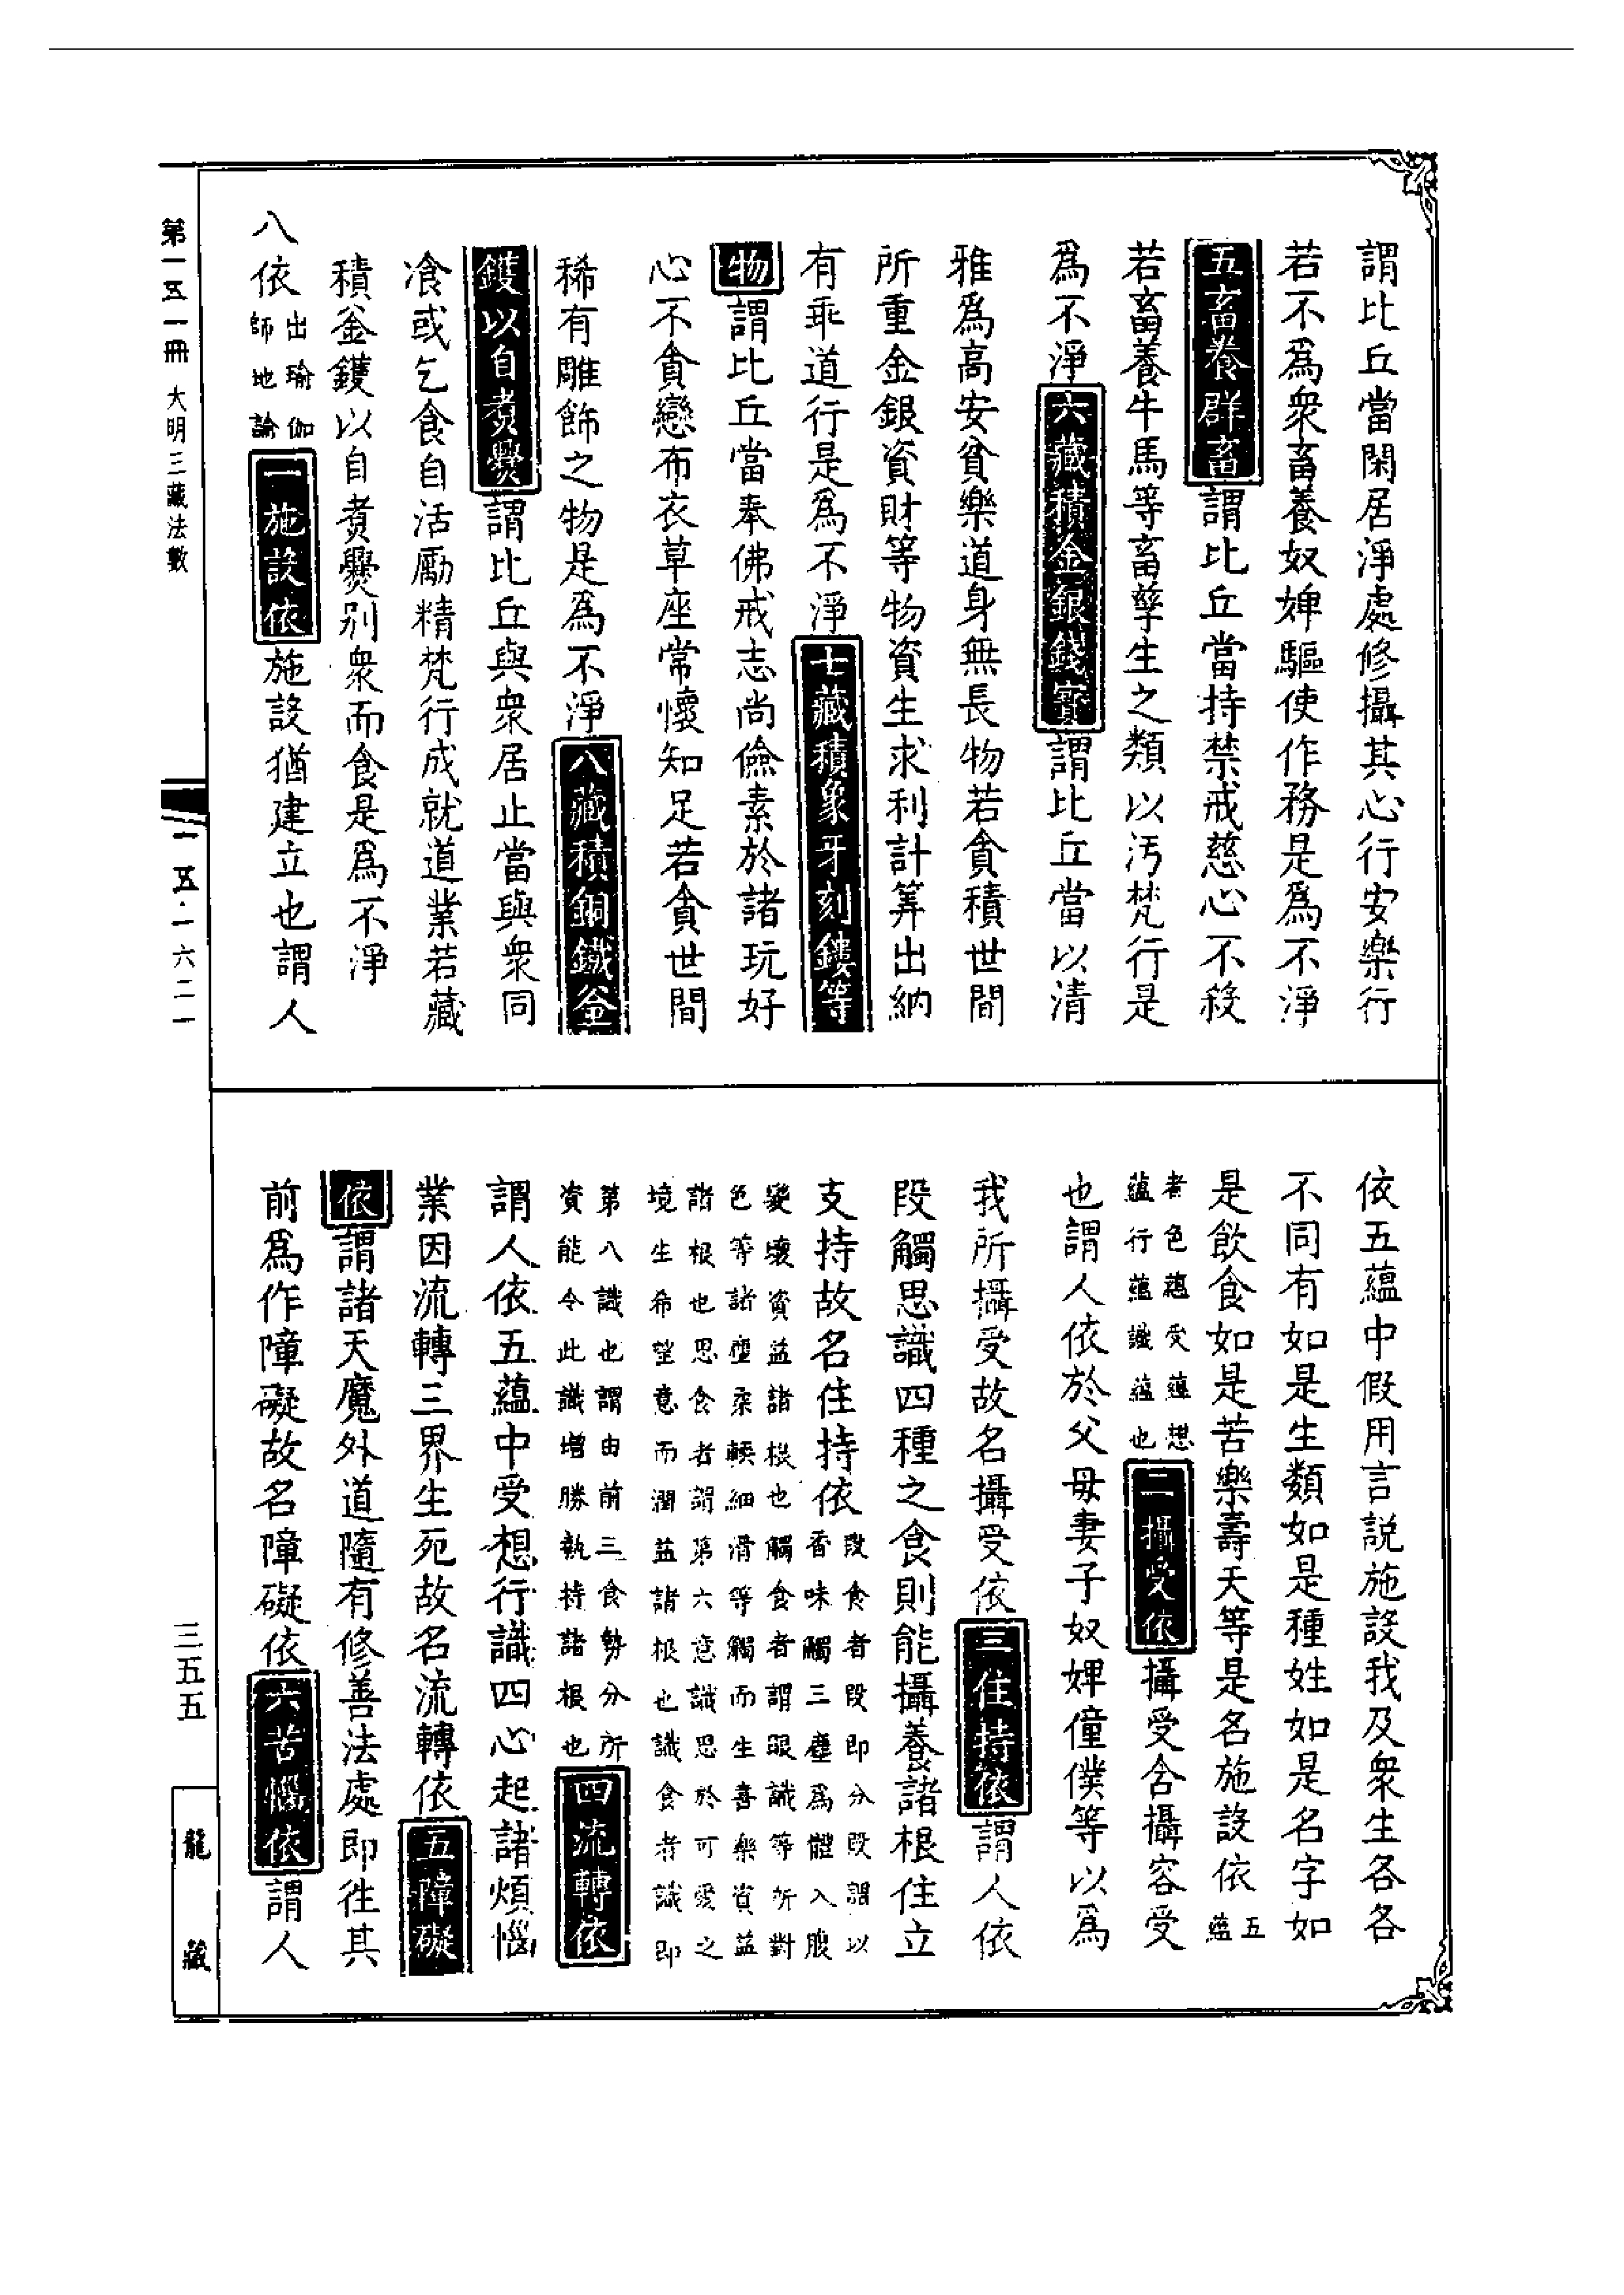 謂比丘當閑居淨處修攝其心行安樂行
若不爲衆畜養奴婢驅使作務是爲不淨
五畜養群畜謂比丘當持禁戒慈心不殺
若畜養牛馬等畜孳生之類以汚梵行是
爲不淨六藏積金銀錢寶謂比丘當以清
雅爲高安貧樂道身無長物若貪積世間
所重金銀資財等物資生求利計筭出納
有乖道行是爲不淨七藏積象牙刻鏤等
物謂比丘當奉佛戒志尚儉素於諸玩好
心不貪戀布衣草座常懷知足若貪世間
稀有雕飾之物是爲不淨八藏積銅鐵釜
鑊以自煮爨謂比丘與衆居止當與衆同
飡或乞食自活勵精梵行成就道業若藏
積釜鑊以自煮爨别衆而食是爲不淨
八依出瑜伽師地論一施設依施設猶建立也謂人
依五蘊中假用言説施設我及衆生各各
不同有如是生類如是種姓如是名字如
是飲食如是苦樂壽夭等是名施設依五蘊
者色蘊受蘊想蘊行蘊識蘊也二攝受依攝受含攝容受
也謂人依於父母妻子奴婢僮僕等以爲
我所攝受故名攝受依三住持依謂人依
段觸思識四種之食則能攝養諸根住立
支持故名住持依段食者段即分段謂以香味觸三塵爲體入腹
變壞資益諸根也觸食者謂眼識等所對色等諸塵柔輭細滑等觸而生喜樂資益
諸根也思食者謂第六意識思於可愛之境生希望意而潤益諸根也識食者識即
第八識也謂由前三食勢分所資能令此識增勝執持諸根也四流轉依
謂人依五蘊中受想行識四心起諸煩惱
業因流轉三界生死故名流轉依五障礙
依謂諸天魔外道隨有修善法處即往其
前爲作障礙故名障礙依六苦惱依謂人
第一五一冊 大明三藏法數
一五·一六二一
三五五
龍藏